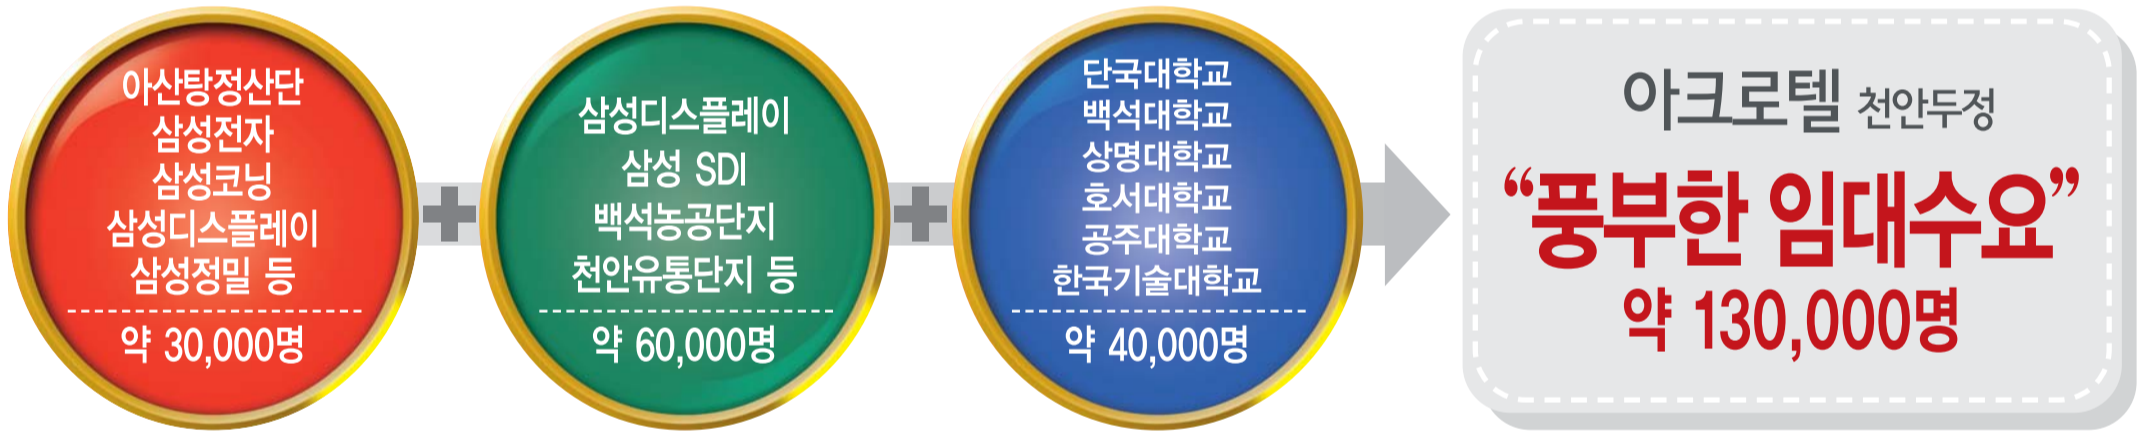 아산탕정산단
삼성전자
삼성코닝
삼성디스플레이
삼성정밀 등
약 30,000명
삼성디스플레이
삼성 SDI
백석농공단지
천안유통단지 등
약 60,000명
단국대학교
백석대학교
상명대학교
호서대학교
공주대학교
한국기술대학교
약 40,000명
아크로텔 천안두정
“풍부한 임대수요”
약 130,000명